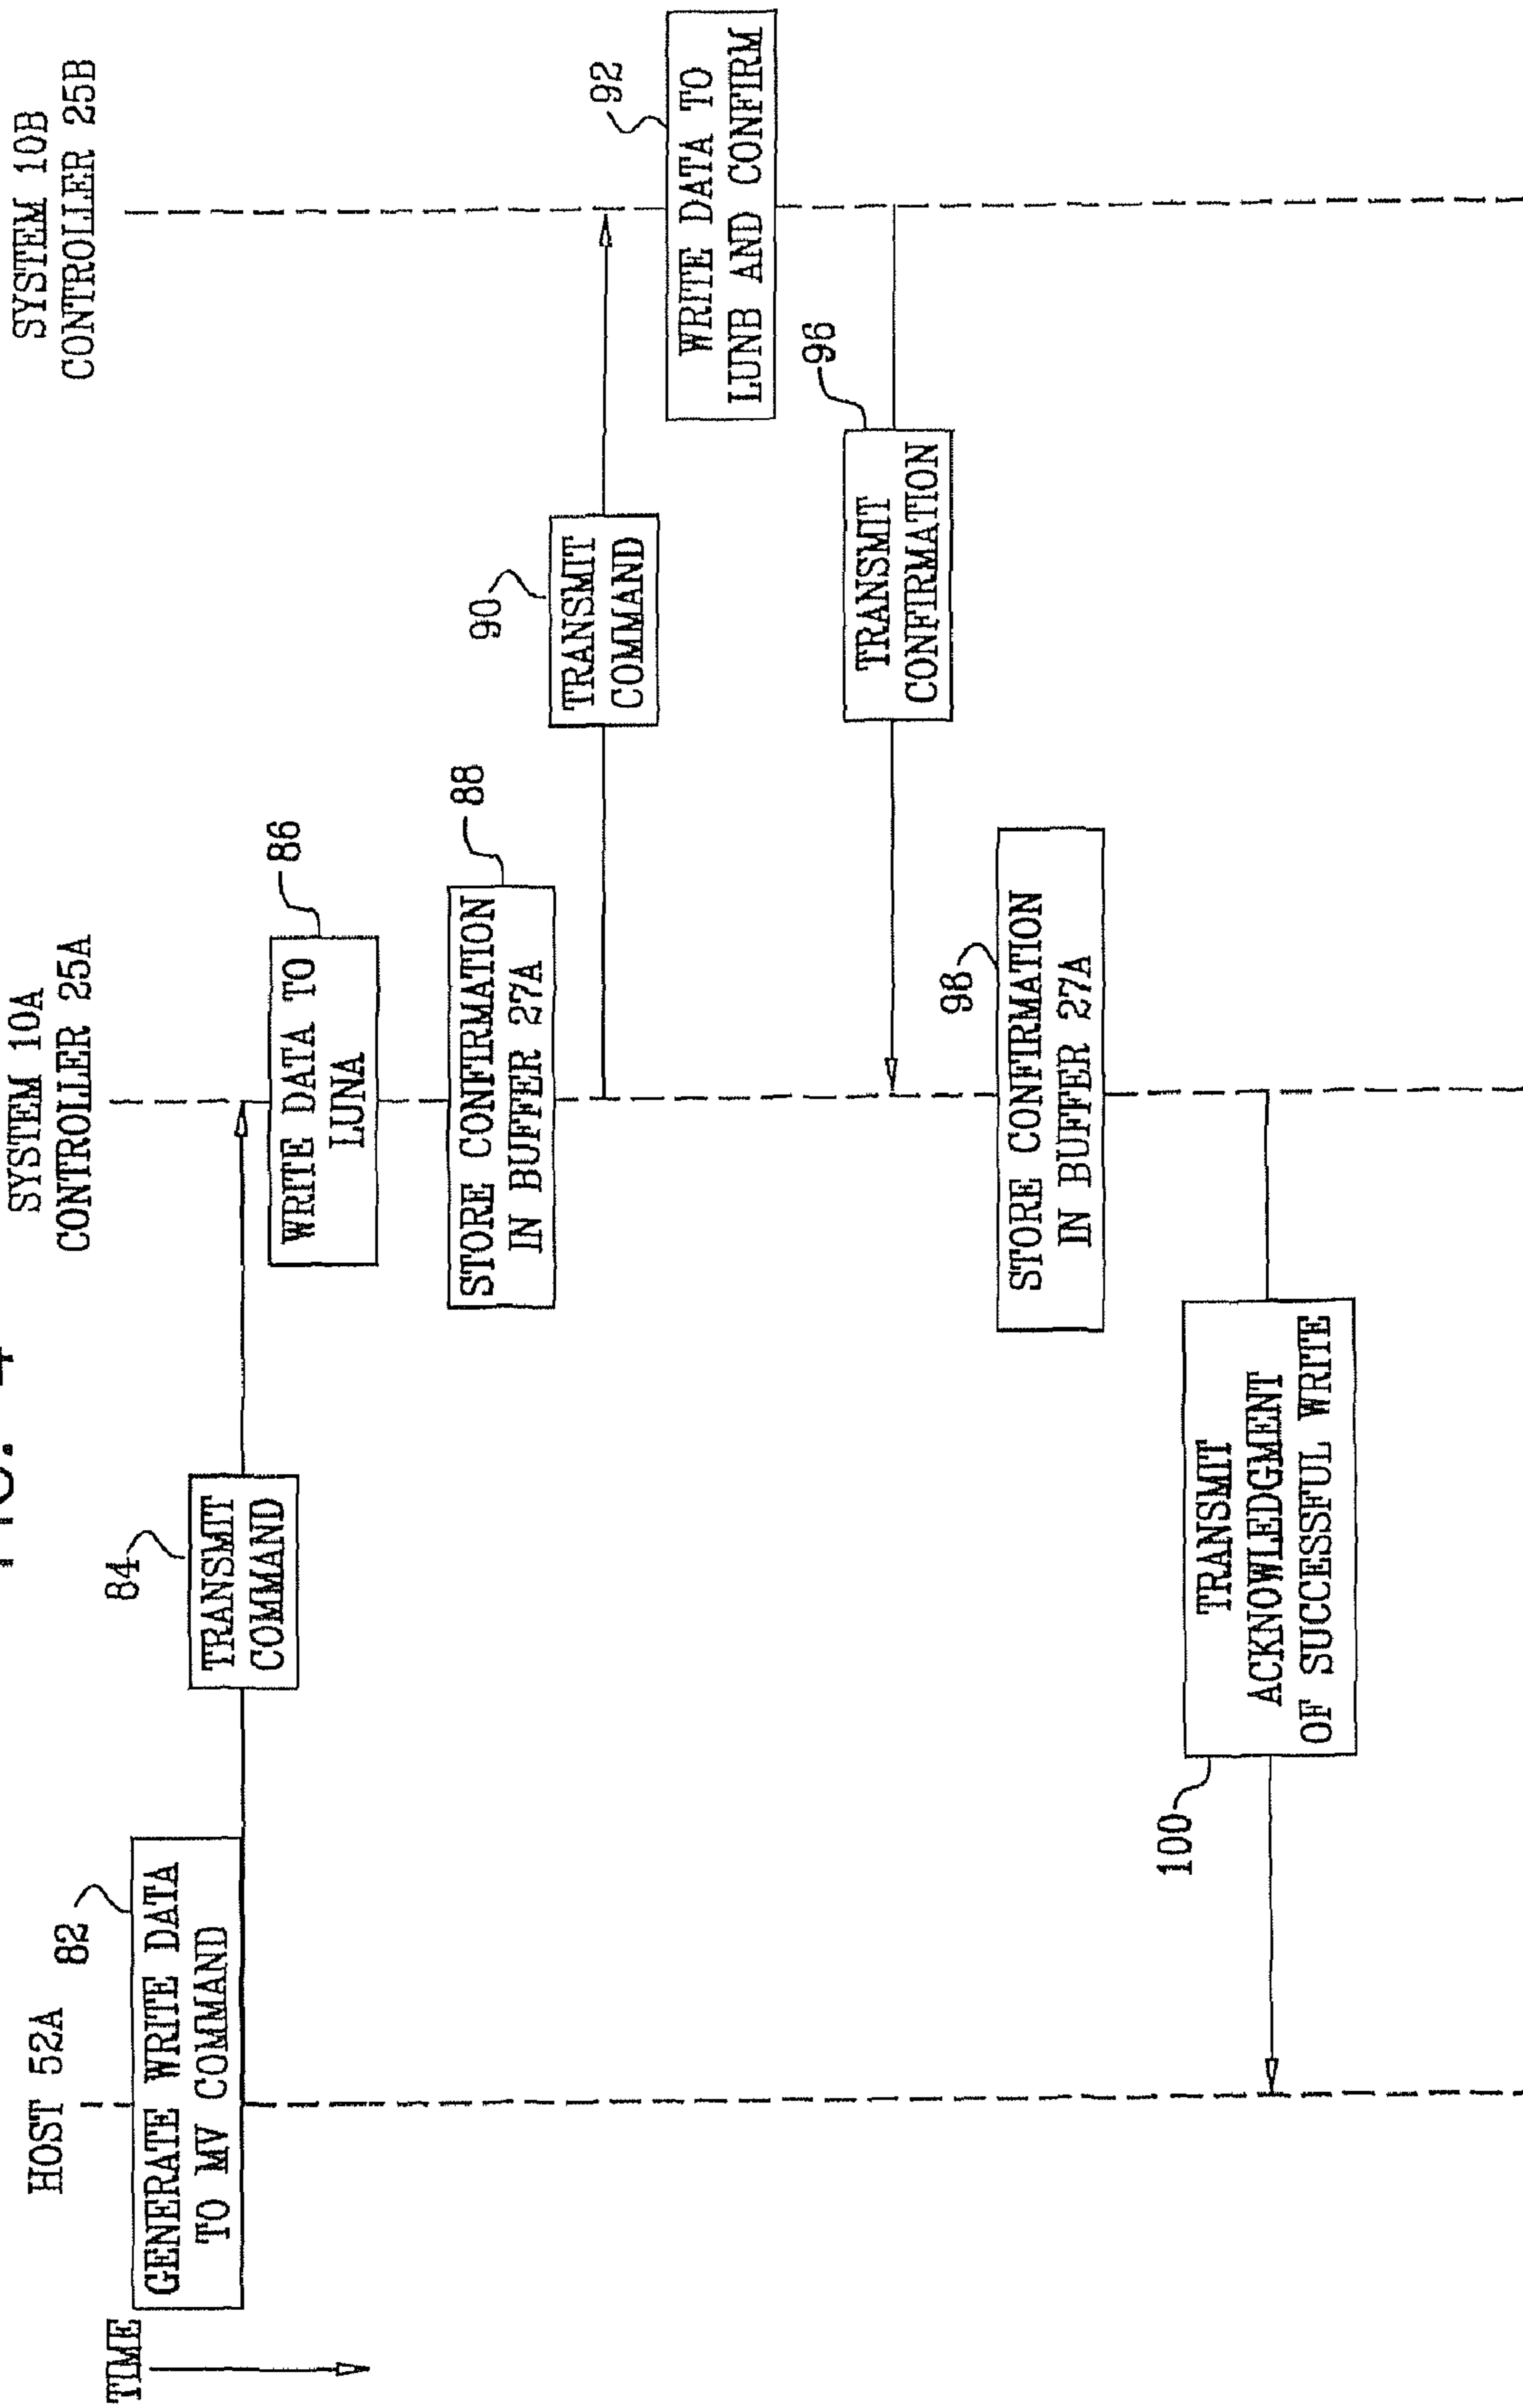 FIG. 4
HOST 52A
SYSTEM 10A
CONTROLLER 25A
SYSTEM 10B
CONTROLLER 25B
TIME
82
GENERATE WRITE DATA
TO MV COMMAND
84
TRANSMIT
COMMAND
86
WRITE DATA TO
LUNA
88
STORE CONFIRMATION
IN BUFFER 27A
90
TRANSMIT
COMMAND
92
WRITE DATA TO
LUNB AND CONFIRM
96
TRANSMIT
CONFIRMATION
98
STORE CONFIRMATION
IN BUFFER 27A
100
TRANSMIT
ACKNOWLEDGMENT
OF SUCCESSFUL WRITE